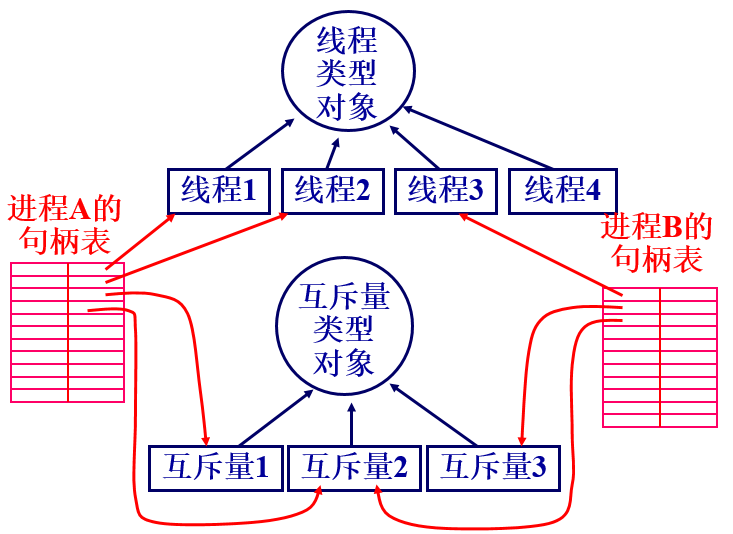 线程
类型
对象
线程1
线程2
线程3
线程4
进程A的
句柄表
进程B的
句柄表
互斥量
类型
对象
互斥量1
互斥量2
互斥量3